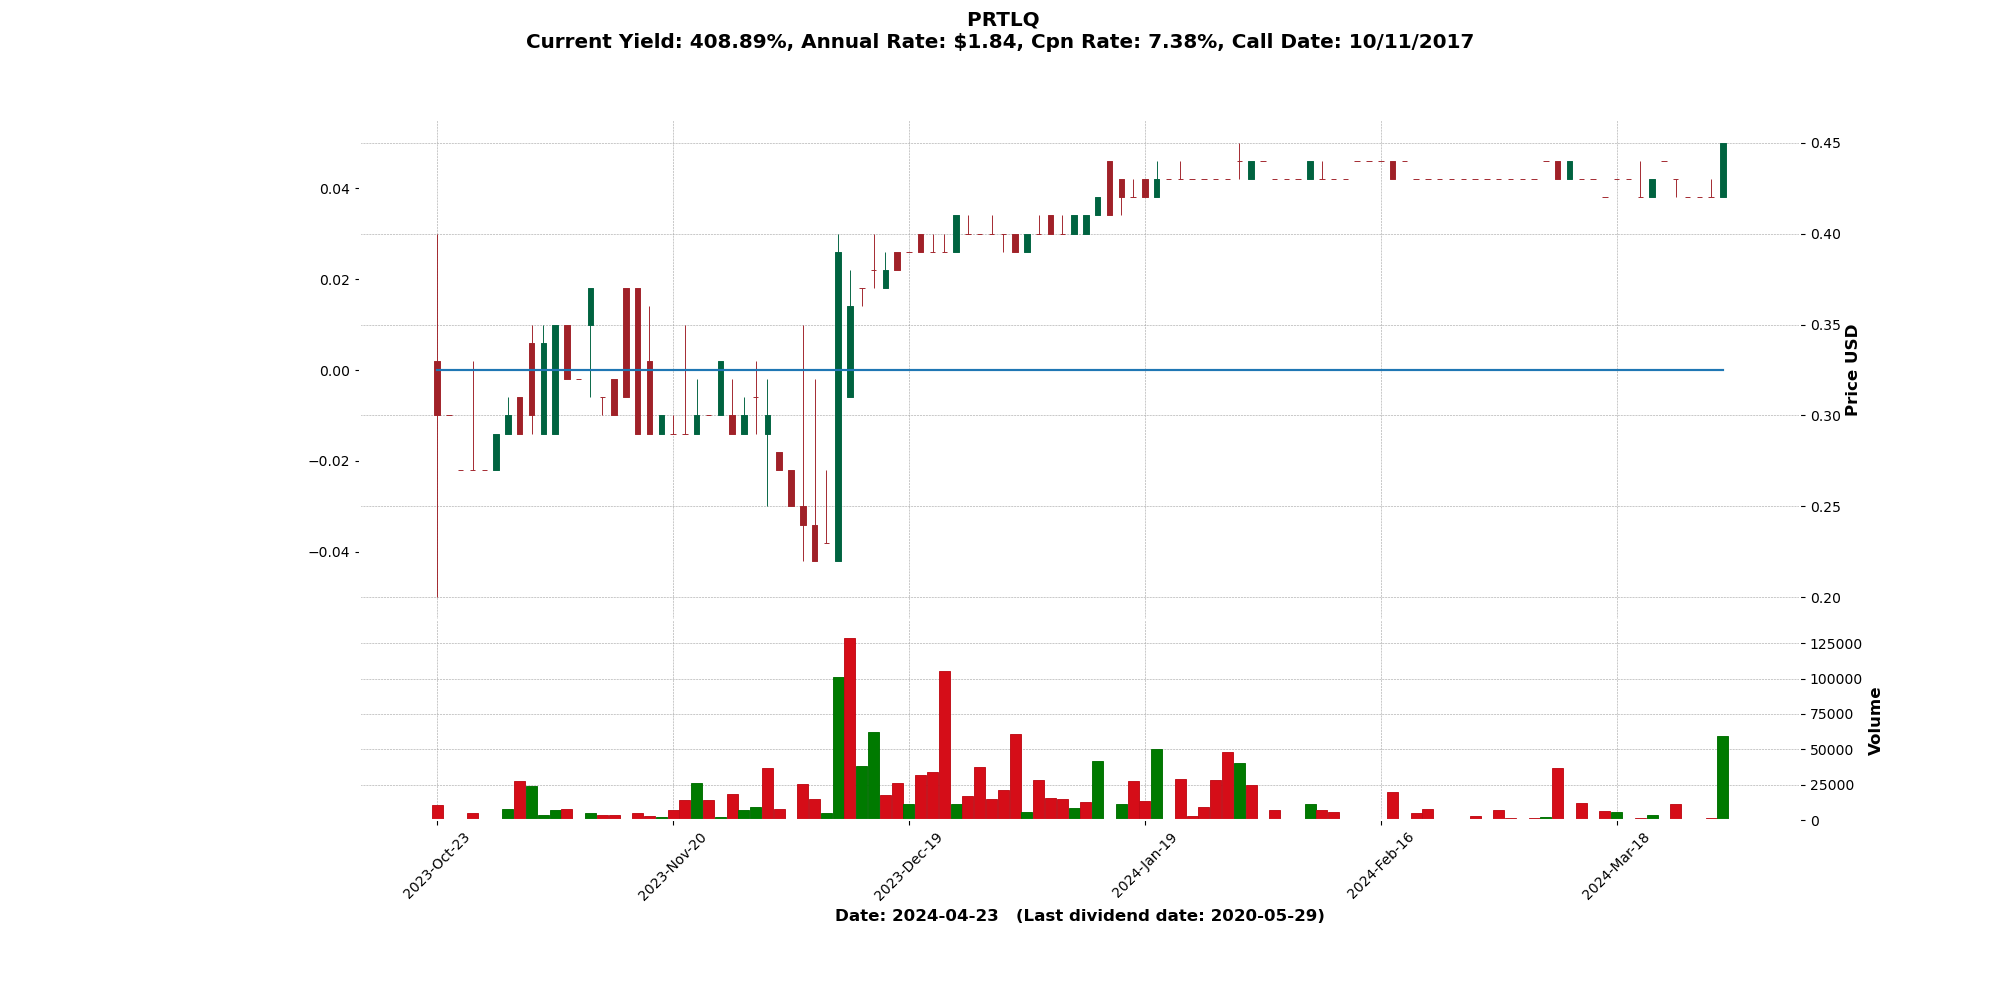 PRTLQ
Current Yield: 408.89%, Annual Rate: $1.84, Cpn Rate: 7.38%, Call Date: 10/11/2017
0.04
0.02
0.00
−0.02
−0.04
0.45
0.40
0.35
0.30
0.25
0.20
Price USD
125000
100000
75000
50000
25000
0
Volume
2023-Oct-23
2023-Nov-20
2023-Dec-19
2024-Jan-19
2024-Feb-16
2024-Mar-18
Date: 2024-04-23 (Last dividend date: 2020-05-29)